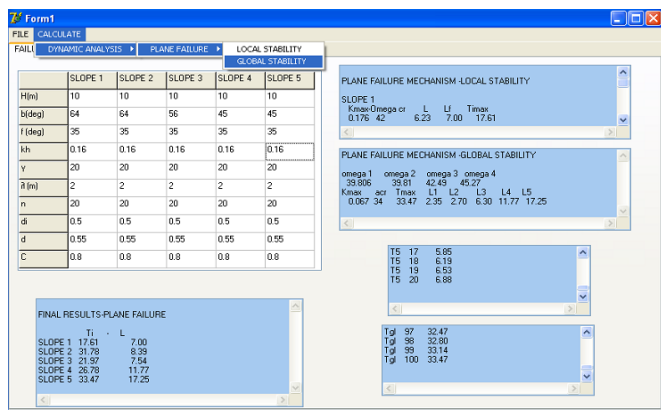 Form1
FILE CALCULATE
DYNAMIC ANALYSIS PLANE FAILURE LOCAL STABILITY
GLOBAL STABILITY
SLOPE 1 SLOPE 2 SLOPE 3 SLOPE 4 SLOPE 5
H(m) 10 10 10 10 10
b(deg) 64 64 56 45 45
f (deg) 35 35 35 35 35
kh 0.16 0.16 0.16 0.16 0.16
γ 20 20 20 20 20
(m) 2 2 2 2 2
n 20 20 20 20 20
di 0.5 0.5 0.5 0.5 0.5
d 0.55 0.55 0.55 0.55 0.55
C 0.8 0.8 0.8 0.8 0.8
PLANE FAILURE MECHANISM -LOCAL STABILITY
SLOPE 1
Kmax-Omega cr L Lf Timax
0.176 42 6.23 7.00 17.61
PLANE FAILURE MECHANISM -GLOBAL STABILITY
omega 1 omega 2 omega 3 omega 4
39.806 39.81 42.49 45.27
Kmax acr Tmax L1 L2 L3 L4 L5
0.067 34 33.47 2.35 2.70 6.30 11.77 17.25
T5 17 5.85
T5 18 6.19
T5 19 6.53
T5 20 6.88
FINAL RESULTS-PLANE FAILURE
Ti - L
SLOPE 1 17.61 7.00
SLOPE 2 31.78 8.39
SLOPE 3 21.97 7.54
SLOPE 4 26.78 11.77
SLOPE 5 33.47 17.25
Tgl 97 32.47
Tgl 98 32.80
Tgl 99 33.14
Tgl 100 33.47